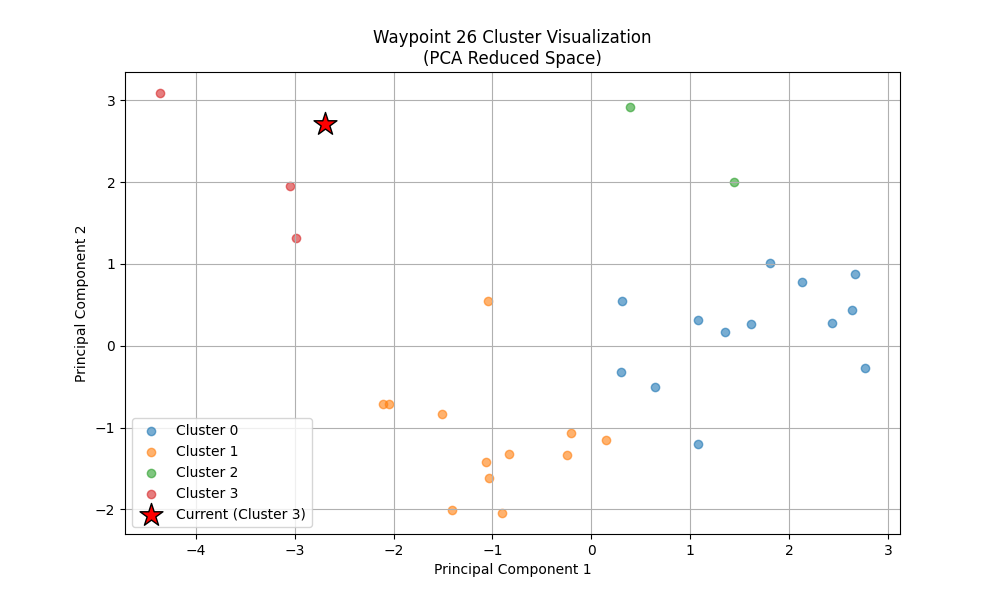 Waypoint 26 Cluster Visualization
(PCA Reduced Space)
Principal Component 2
3
2
1
0
−1
−2
Cluster 0
Cluster 1
Cluster 2
Cluster 3
Current (Cluster 3)
−4 −3 −2 −1 0 1 2 3
Principal Component 1